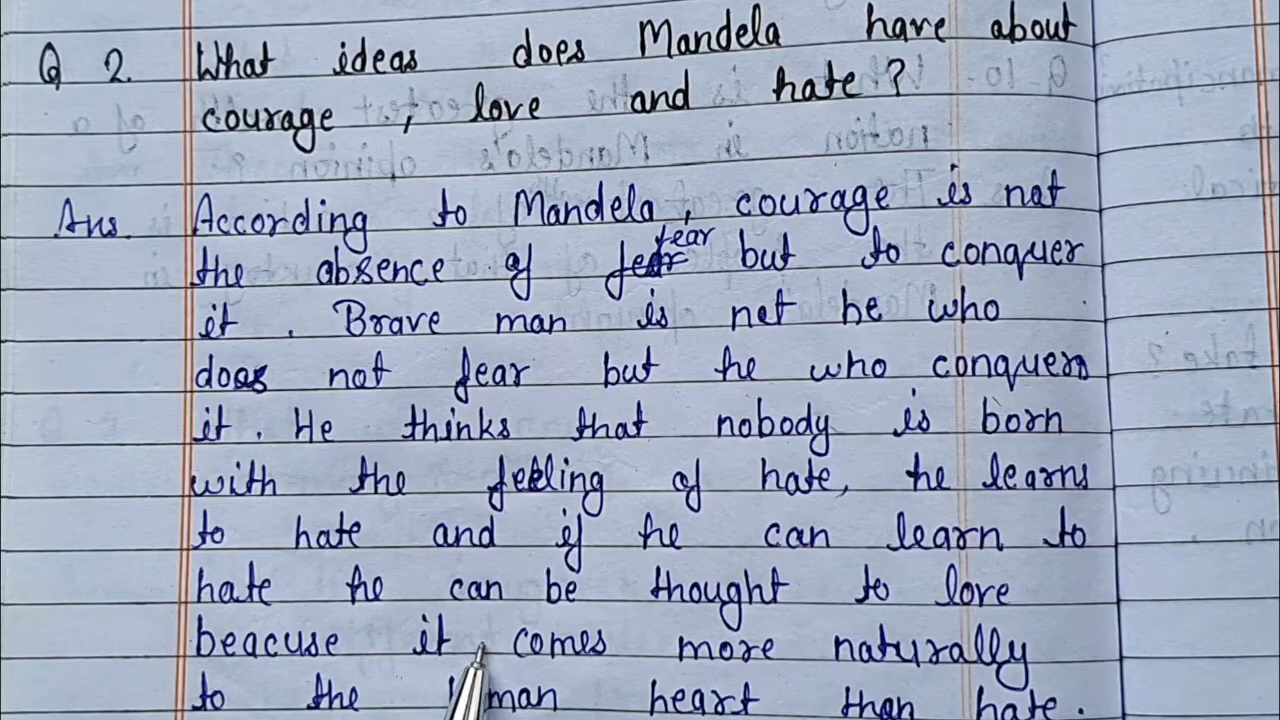 Q 2. What ideas does Mandela have about
courage, love and hate?
Ans. According to Mandela, courage is not
the absence of fear but to conquer
it. Brave man is not he who
does not fear but he who conquers
it. He thinks that nobody is born
with the feeling of hate, he learns
to hate and if he can learn to
hate he can be thought to love
beacuse it comes more naturally
to the heart than hate.